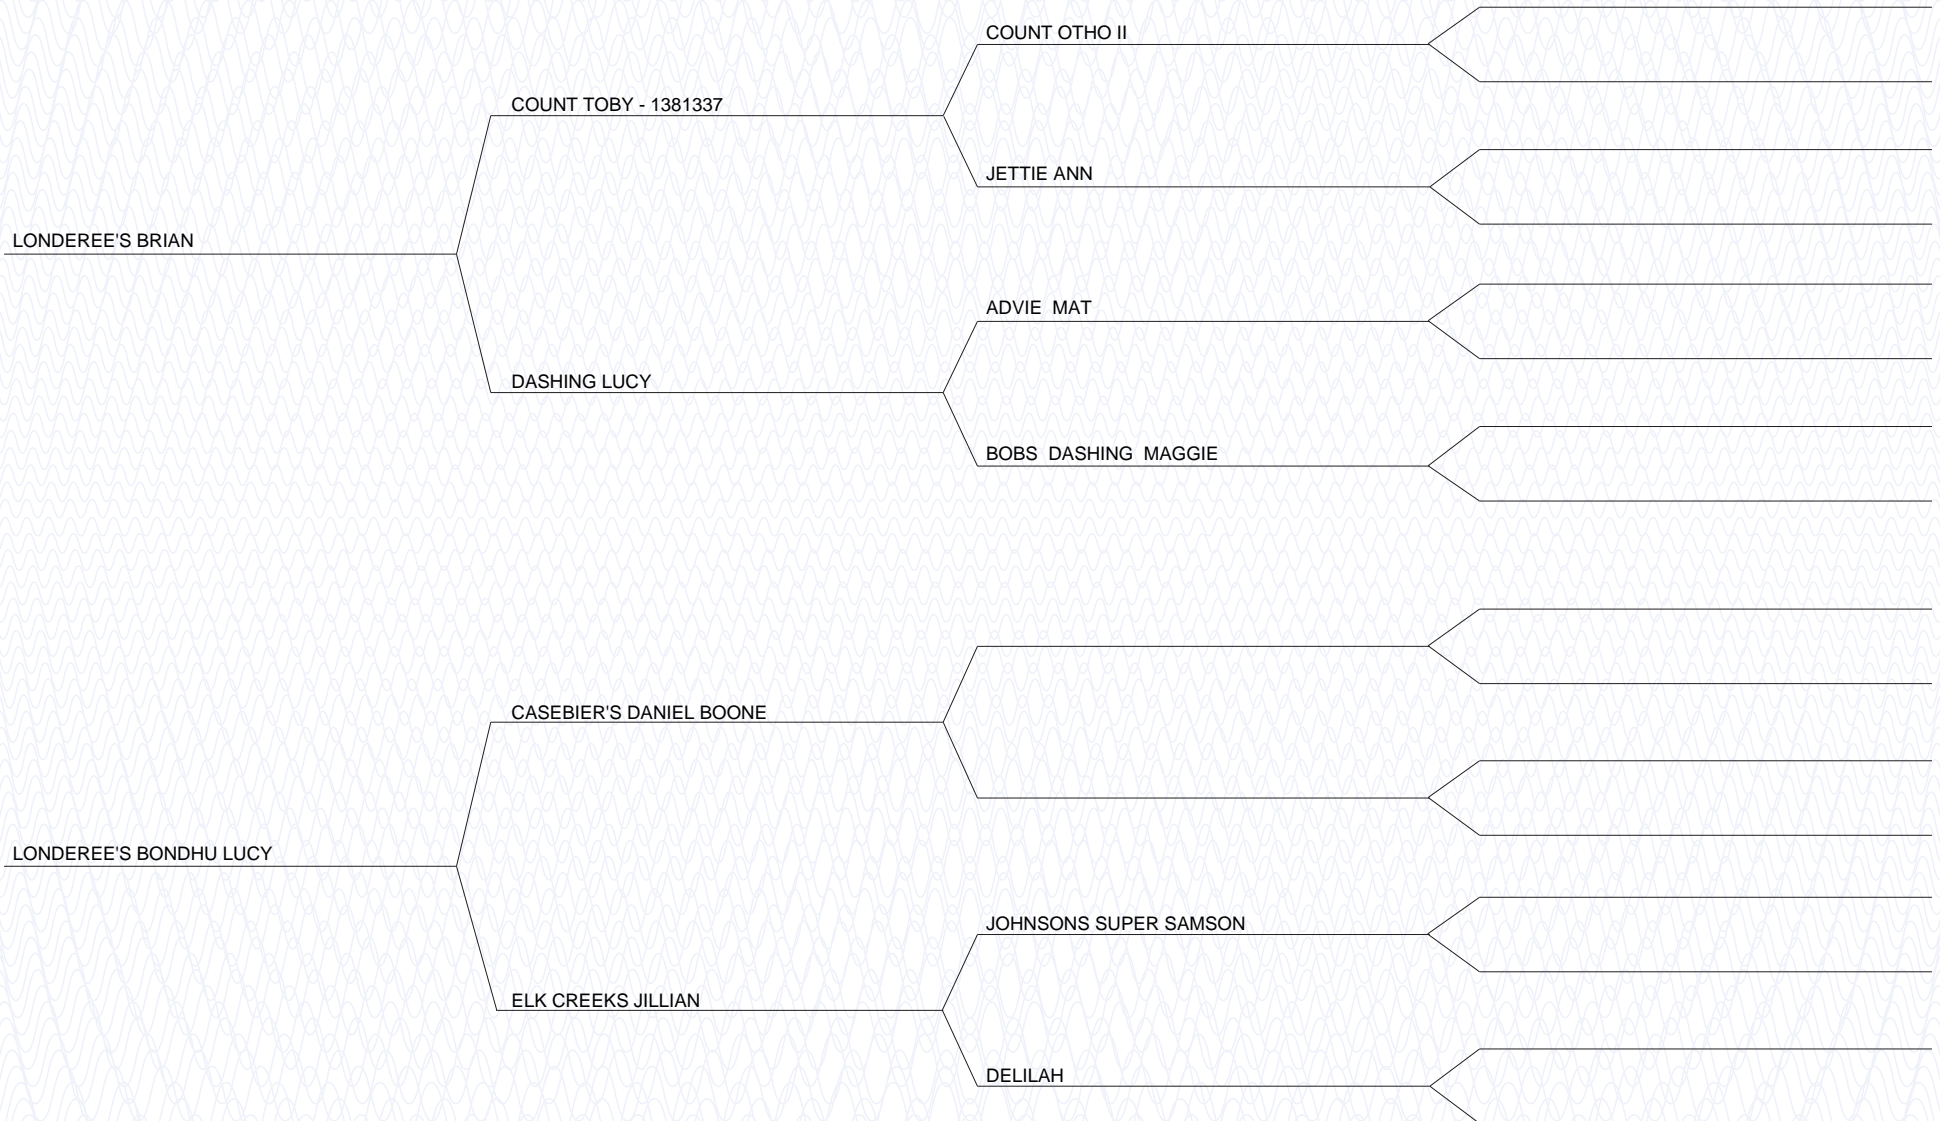 COUNT OTHO II
COUNT TOBY - 1381337
JETTIE ANN
LONDEREE'S BRIAN
ADVIE  MAT
DASHING LUCY
BOBS  DASHING  MAGGIE
CASEBIER'S DANIEL BOONE
LONDEREE'S BONDHU LUCY
JOHNSONS SUPER SAMSON
ELK CREEKS JILLIAN
DELILAH